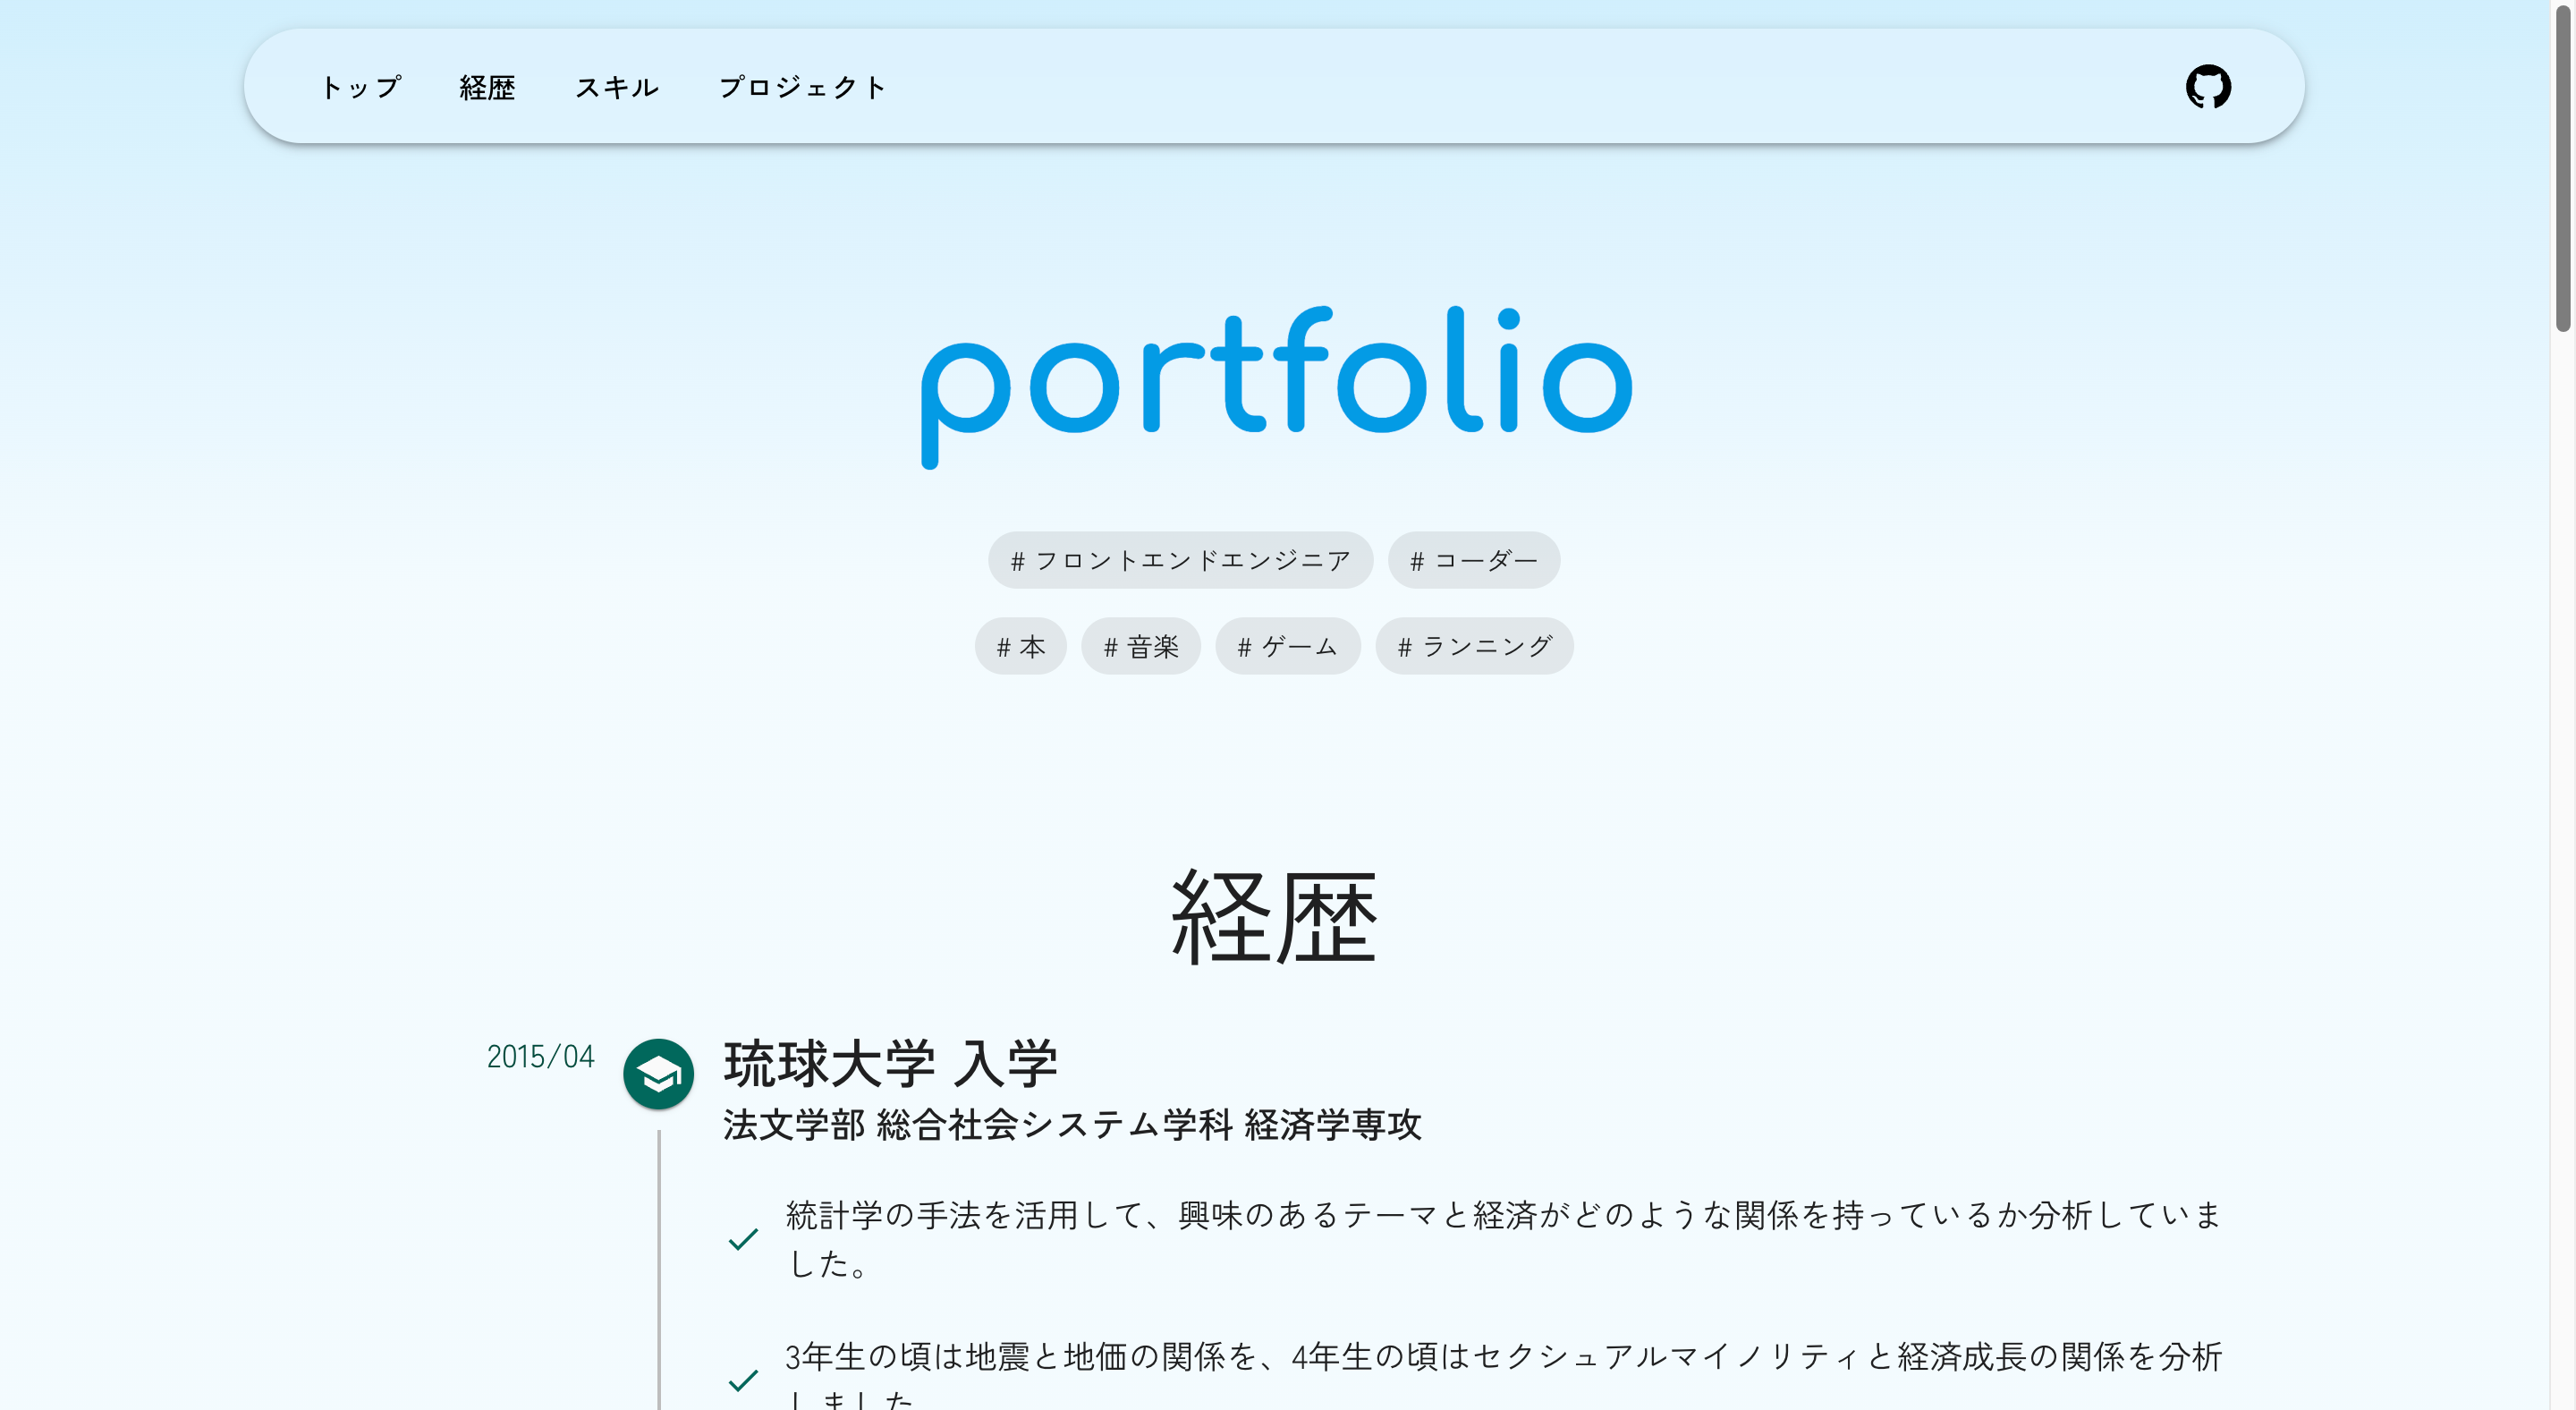 トップ 経歴 スキル プロジェクト
portfolio
# フロントエンドエンジニア # コーダー
# 本 # 音楽 # ゲーム # ランニング
経歴
2015/04 琉球大学 入学
法文学部 総合社会システム学科 経済学専攻
統計学の手法を活用して、興味のあるテーマと経済がどのような関係を持っているか分析していま
した。
3年生の頃は地震と地価の関係を、4年生の頃はセクシュアルマイノリティと経済成長の関係を分析
しました